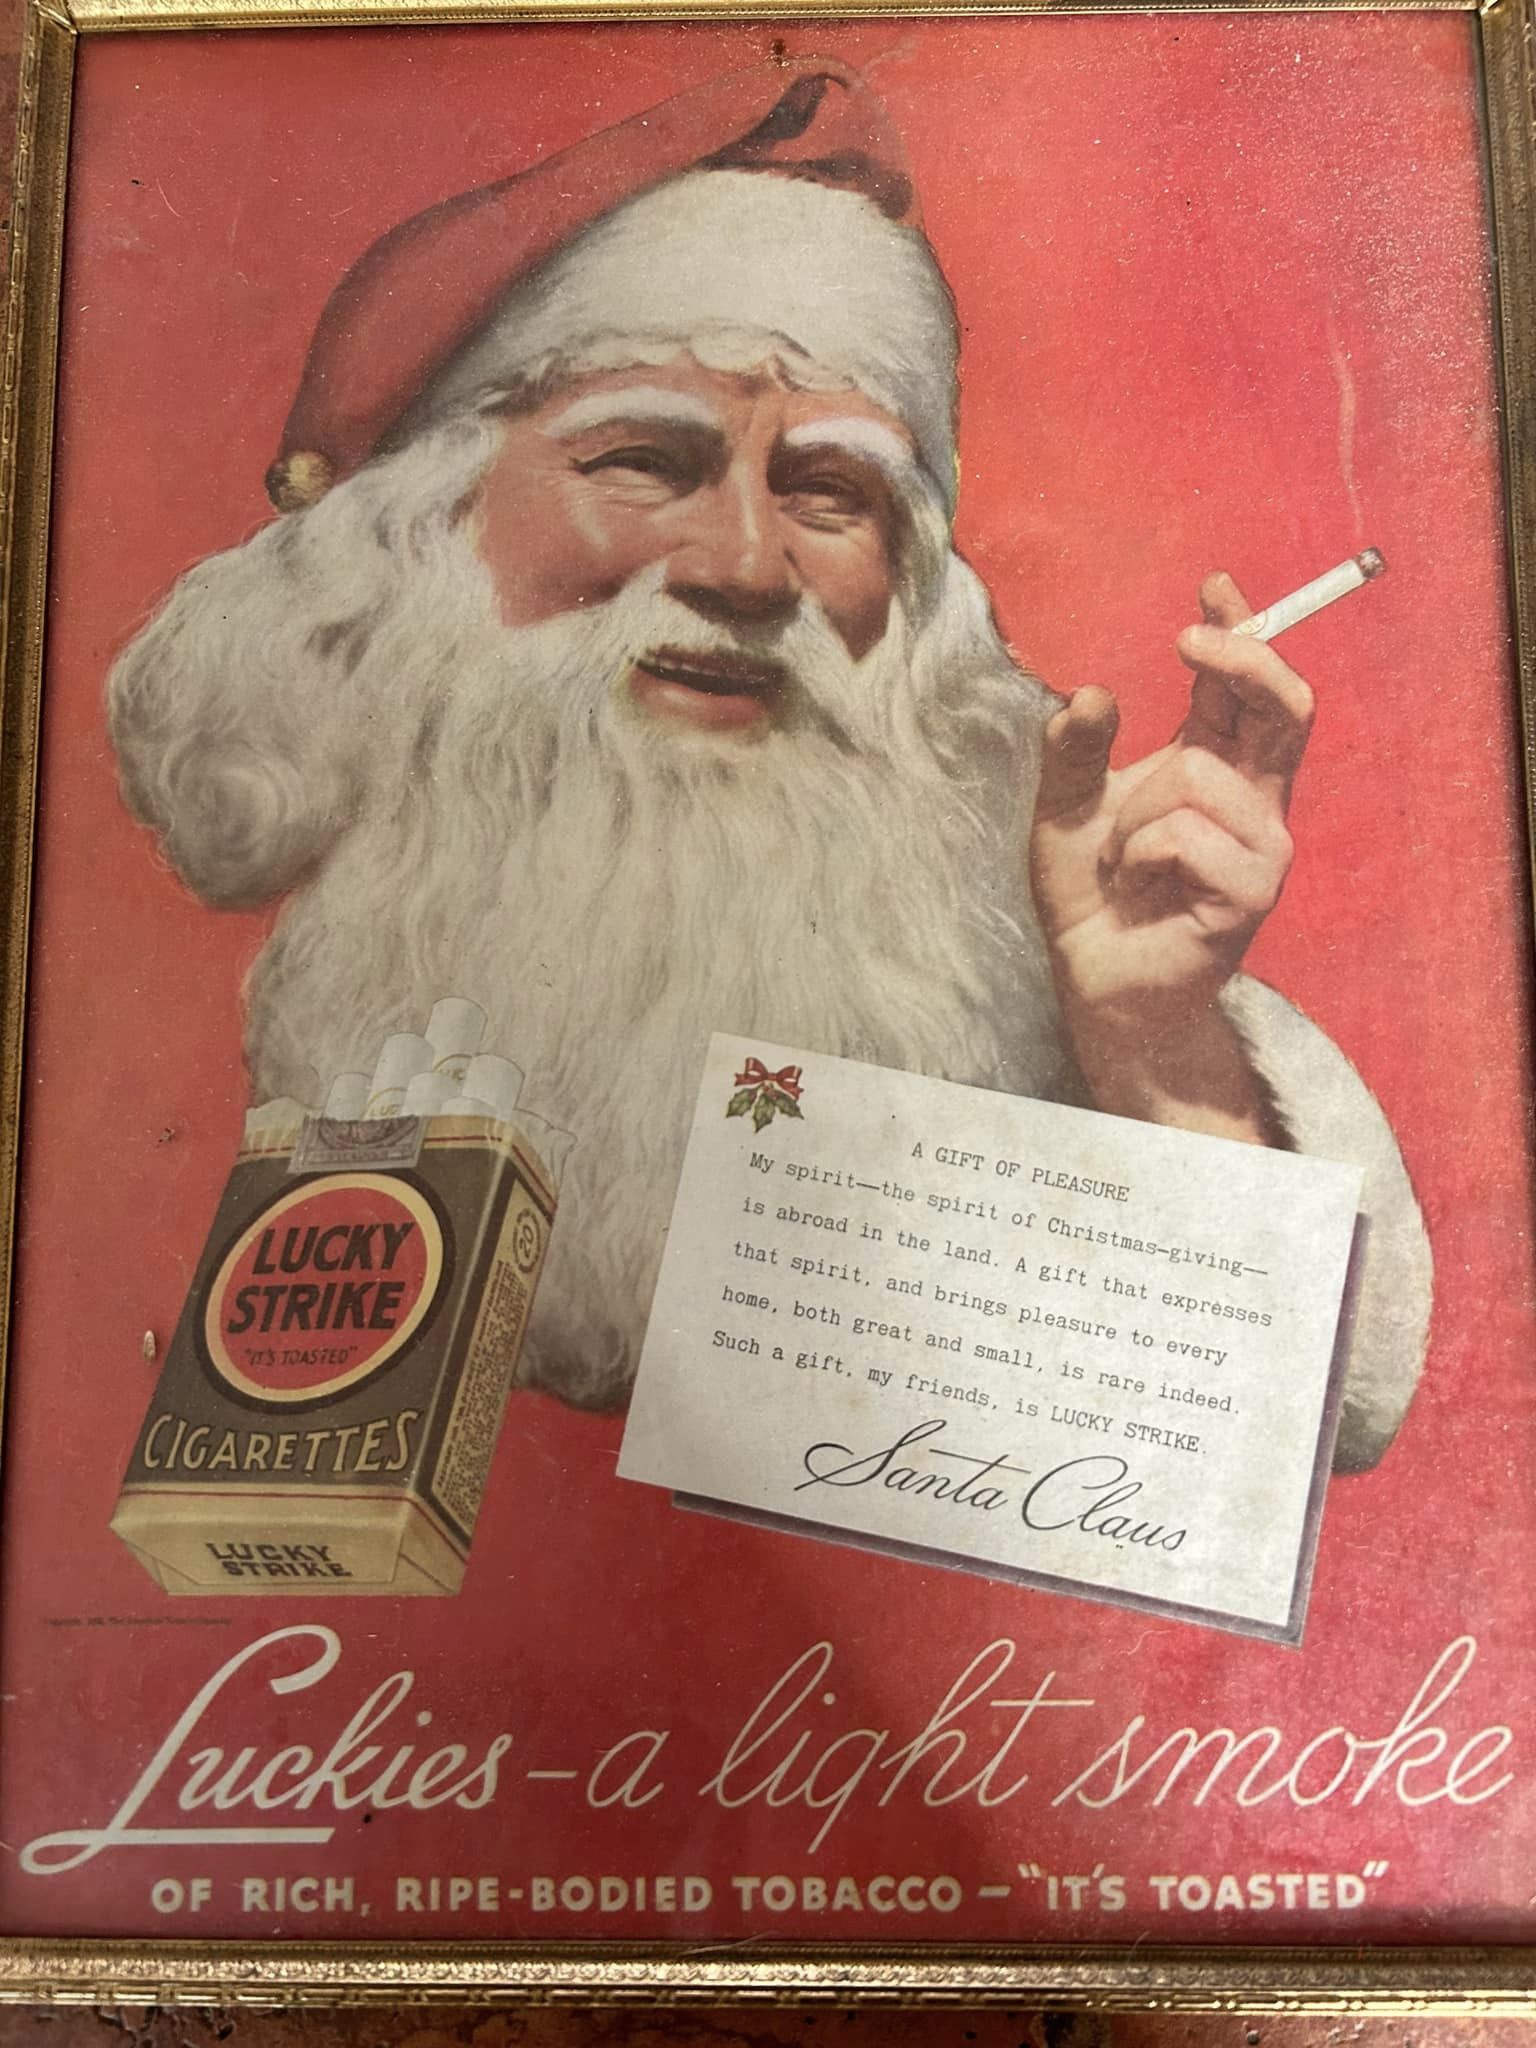 LUCKY
STRIKE
"IT'S TOASTED"
CIGARETTES
LUCKY
STRIKE
20
A GIFT OF PLEASURE
My spirit—the spirit of Christmas-giving—
is abroad in the land. A gift that expresses
that spirit, and brings pleasure to every
home, both great and small, is rare indeed.
Such a gift, my friends, is LUCKY STRIKE.
Santa Claus
Luckies – a light smoke
OF RICH, RIPE-BODIED TOBACCO – "IT'S TOASTED"